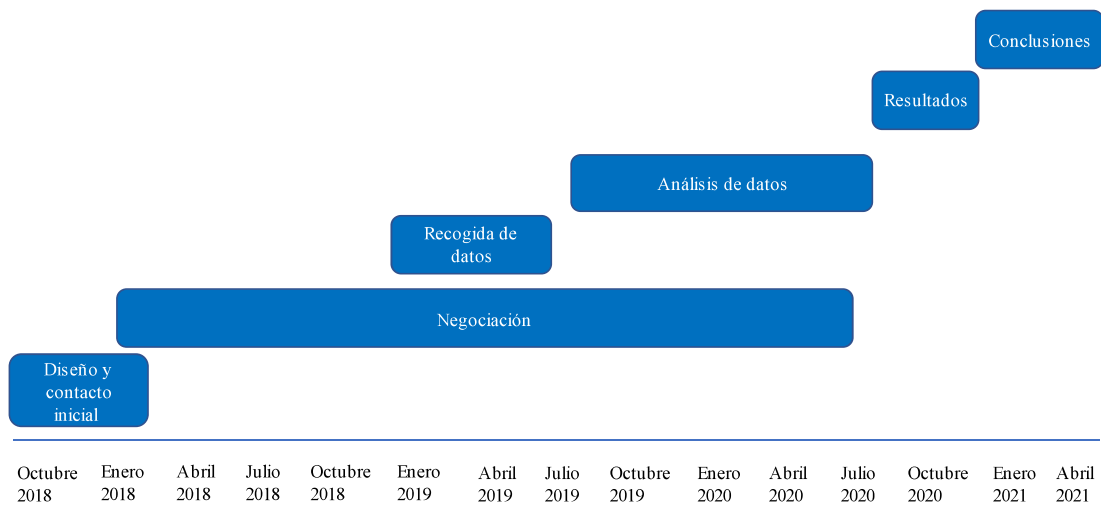 Conclusiones
Resultados
Análisis de datos
Recogida de
datos
Negociación
Diseño y
contacto
inicial
Octubre
2018
Enero
2018
Abril
2018
Julio
2018
Octubre
2018
Enero
2019
Abril
2019
Julio
2019
Octubre
2019
Enero
2020
Abril
2020
Julio
2020
Octubre
2020
Enero
2021
Abril
2021